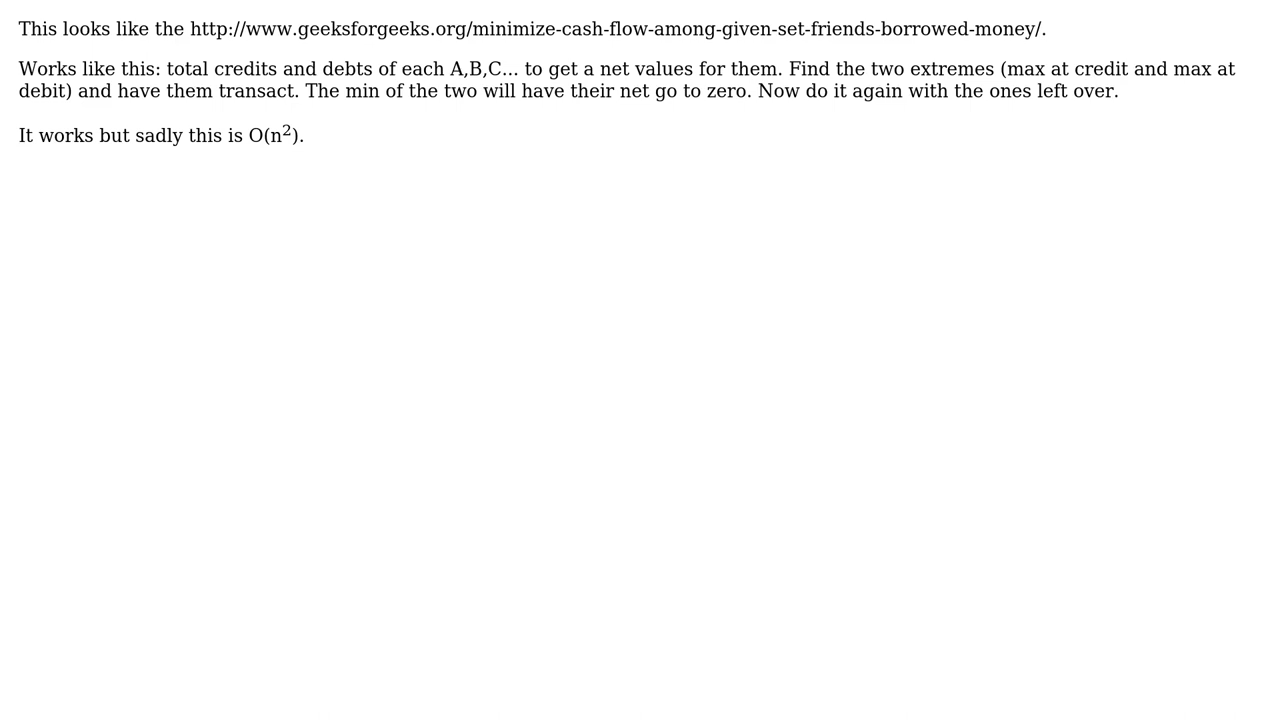 This looks like the http://www.geeksforgeeks.org/minimize-cash-flow-among-given-set-friends-borrowed-money/.
Works like this: total credits and debts of each A,B,C... to get a net values for them. Find the two extremes (max at credit and max at
debit) and have them transact. The min of the two will have their net go to zero. Now do it again with the ones left over.
It works but sadly this is O(n²).